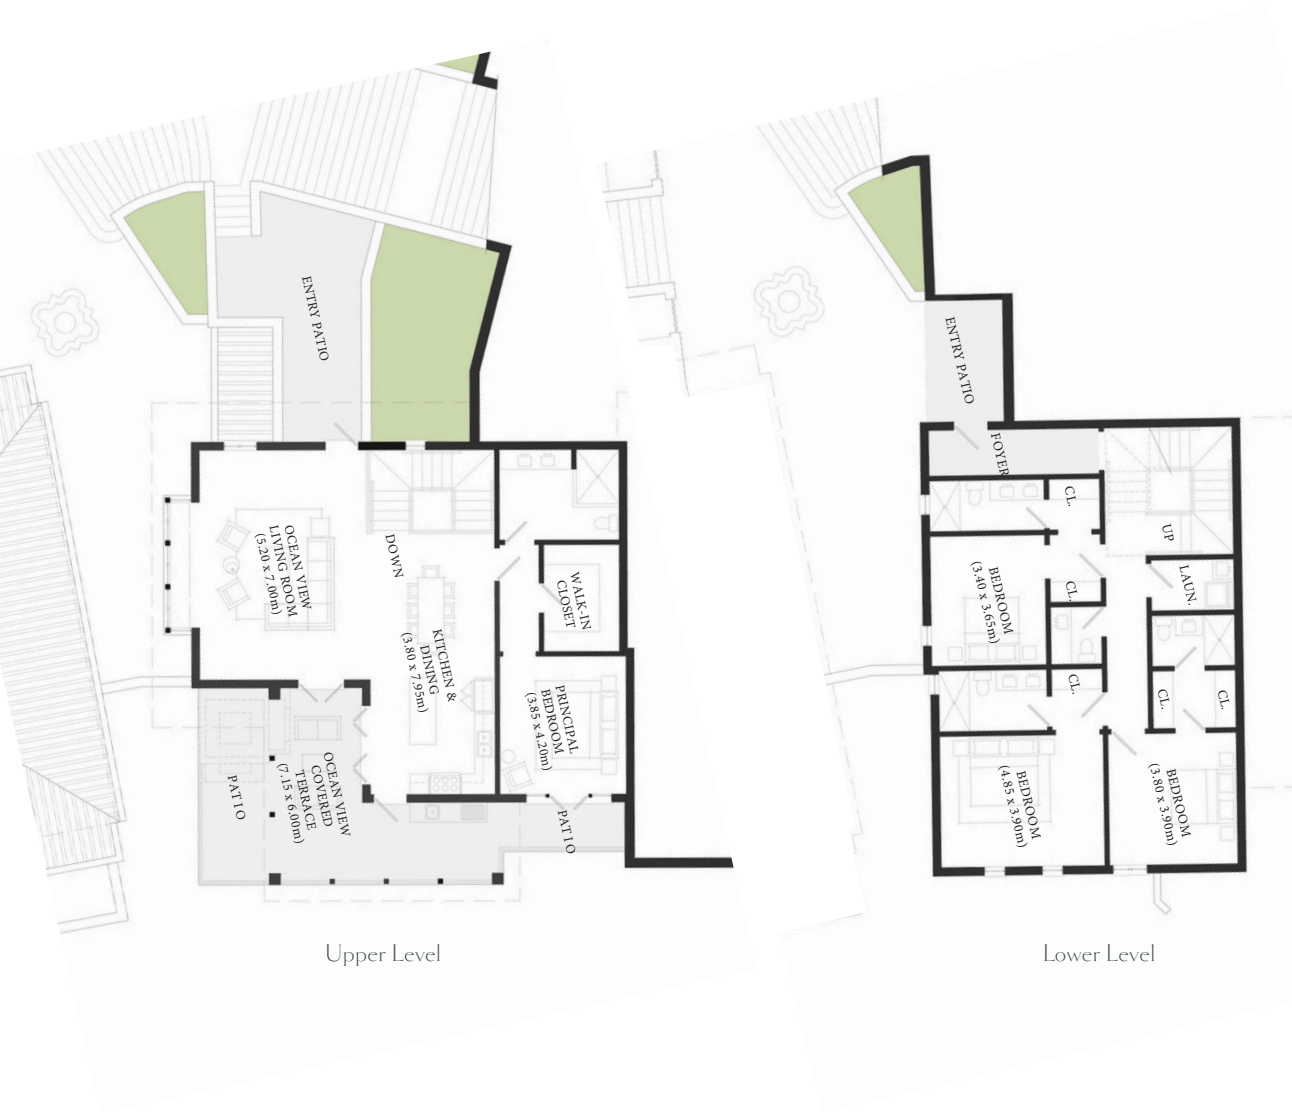 ENTRY PATIO
OCEAN VIEW
LIVING ROOM
(5.20 x 7.00m)
DOWN
KITCHEN &
DINING
(3.80 x 7.95m)
WALK-IN
CLOSET
PRINCIPAL
BEDROOM
(3.85 x 4.20m)
PATIO
OCEAN VIEW
COVERED
TERRACE
(7.15 x 6.00m)
PATIO
Upper Level
ENTRY PATIO
FOYER
CL.
UP
BEDROOM
(3.40 x 3.65m)
CL.
LAUN.
CL.
CL.
CL.
BEDROOM
(4.85 x 3.90m)
BEDROOM
(3.80 x 3.90m)
Lower Level